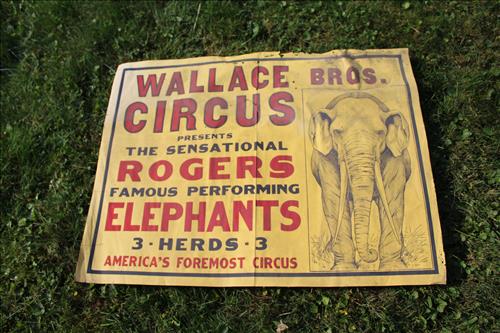 WALLACE BROS.
CIRCUS
PRESENTS
THE SENSATIONAL
ROGERS
FAMOUS PERFORMING
ELEPHANTS
3 · HERDS · 3
AMERICA'S FOREMOST CIRCUS